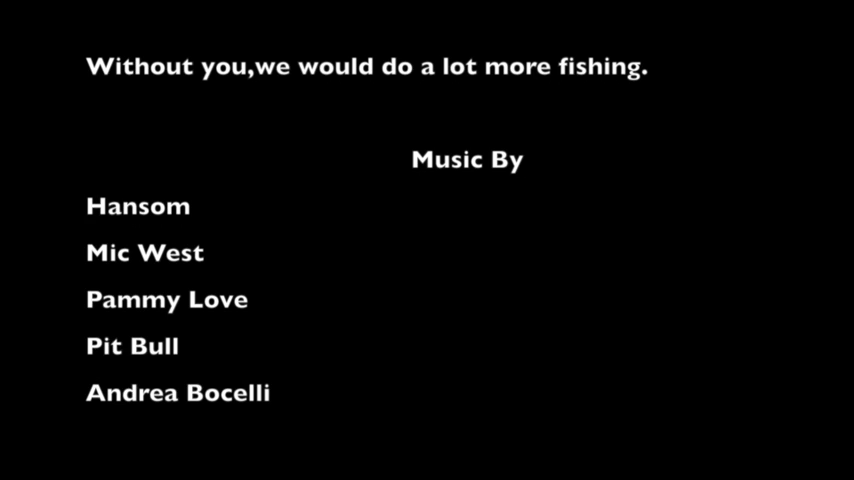 Without you,we would do a lot more fishing.
Music By
Hansom
Mic West
Pammy Love
Pit Bull
Andrea Bocelli